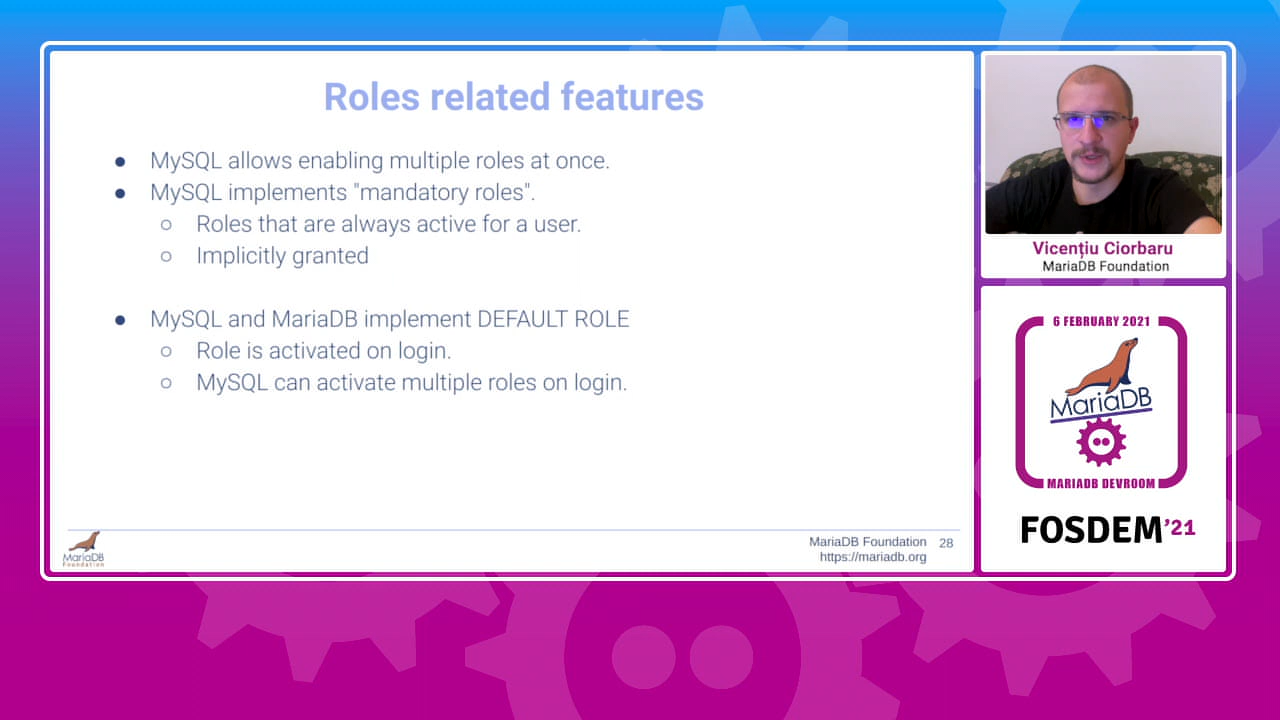 Roles related features
● MySQL allows enabling multiple roles at once.
● MySQL implements "mandatory roles".
○ Roles that are always active for a user.
○ Implicitly granted
● MySQL and MariaDB implement DEFAULT ROLE
○ Role is activated on login.
○ MySQL can activate multiple roles on login.
MariaDB
Foundation
MariaDB Foundation 28
https://mariadb.org
Vicențiu Ciorbaru
MariaDB Foundation
6 FEBRUARY 2021
MariaDB
MARIADB DEVROOM
FOSDEM'21